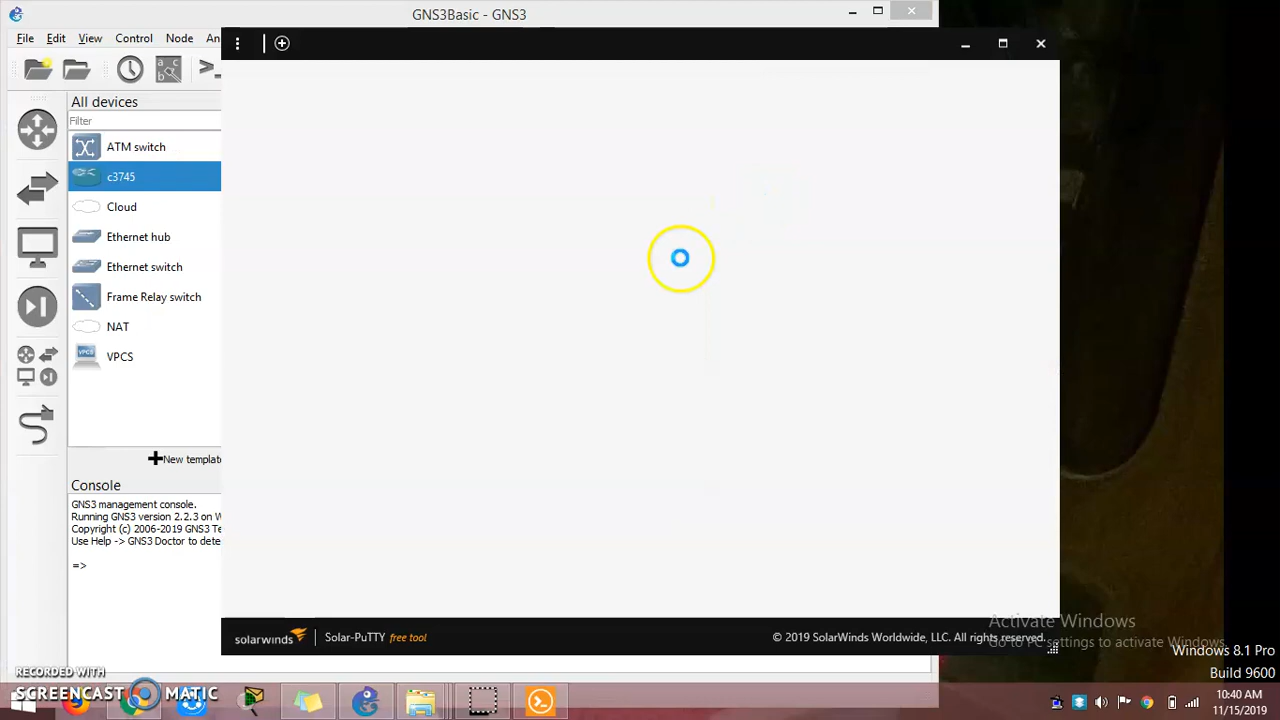 GNS3Basic - GNS3
File Edit View Control Node An
All devices
Filter
ATM switch
c3745
Cloud
Ethernet hub
Ethernet switch
Frame Relay switch
NAT
VPCS
New templat
Console
GNS3 management console.
Running GNS3 version 2.2.3 on W
Copyright (c) 2006-2019 GNS3 Te
Use Help -> GNS3 Doctor to dete
=>
solarwinds Solar-PuTTY free tool © 2019 SolarWinds Worldwide, LLC. All rights reserved.
Activate Windows
Go to PC settings to activate Windows.
Windows 8.1 Pro
Build 9600
RECORDED WITH
SCREENCAST MATIC
10:40 AM
11/15/2019